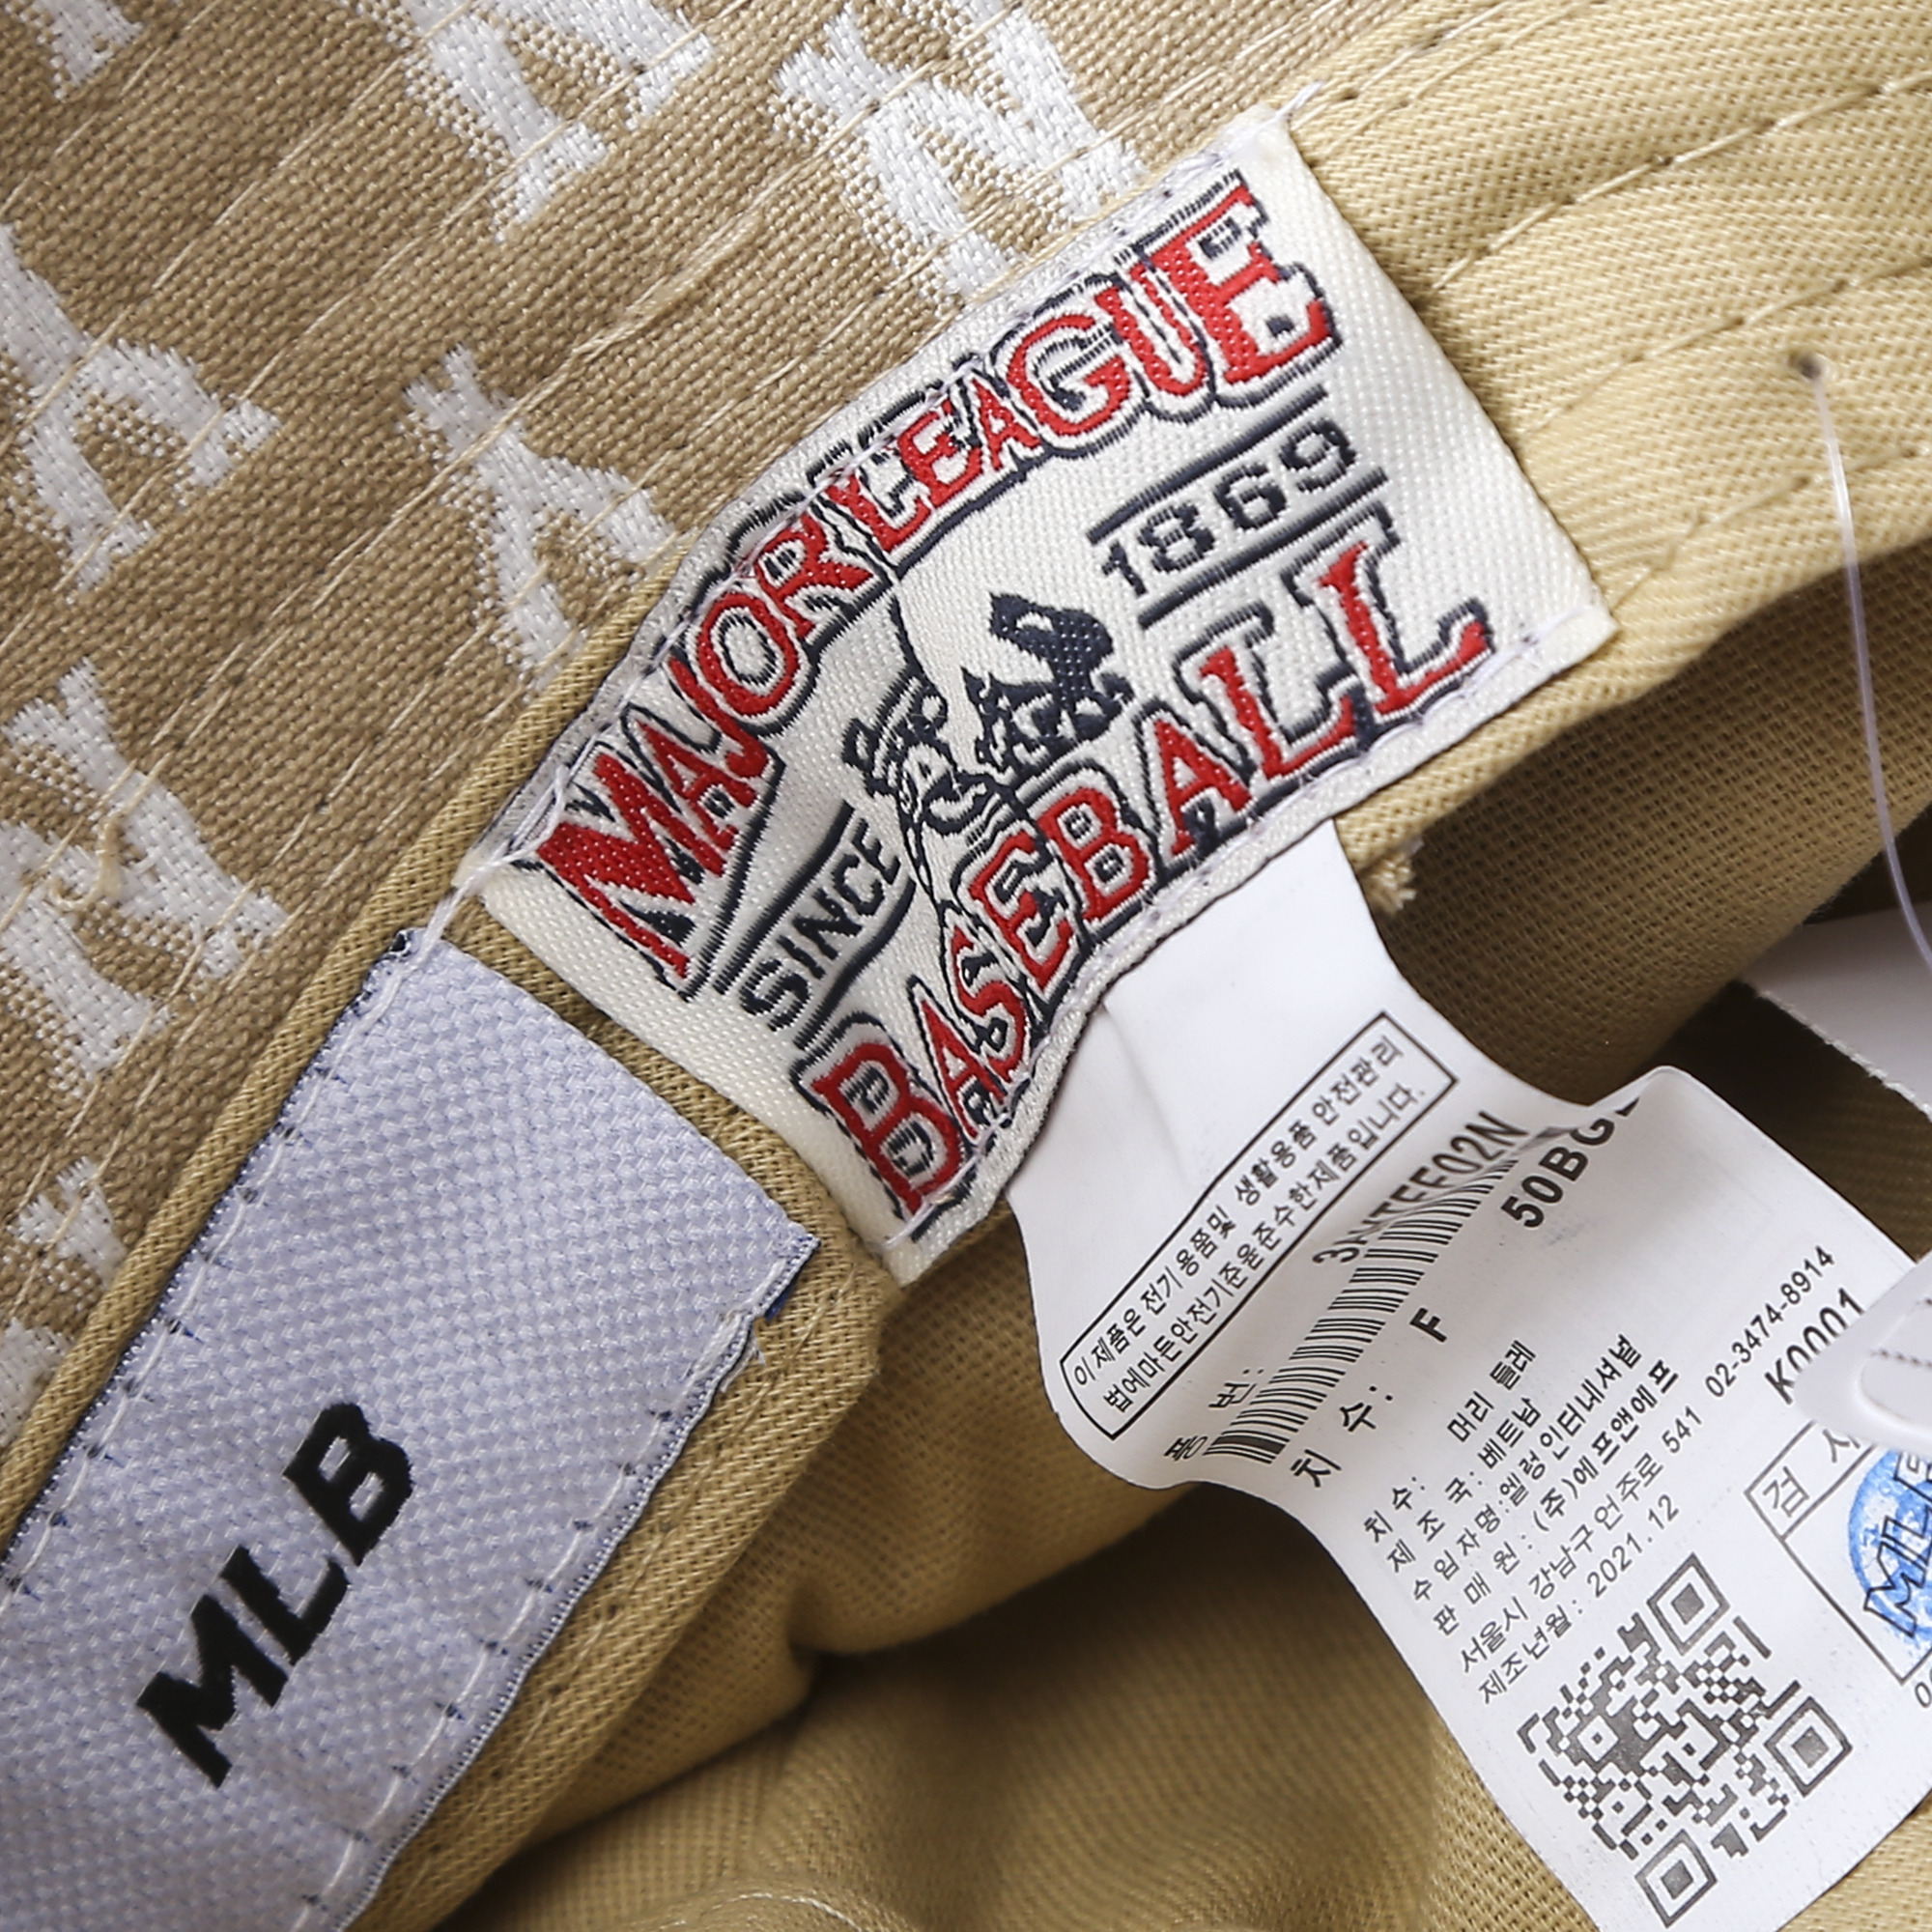 MAJOR LEAGUE
SINCE 1869
BASEBALL
MLB
이 제품은 전기용품및 생활용품 안전관리
법에따른안전기준을준수한제품입니다.
품 번:
50BG
치 수: F
치 수: 머리 둘레
제 조 국: 베트남
수 입 자 명:엘렁인터내셔널
판 매 원: (주)에프앤에프
서울시 강남구 언주로 541 02-3474-8914
제조년월: 2021.12
K0001
검